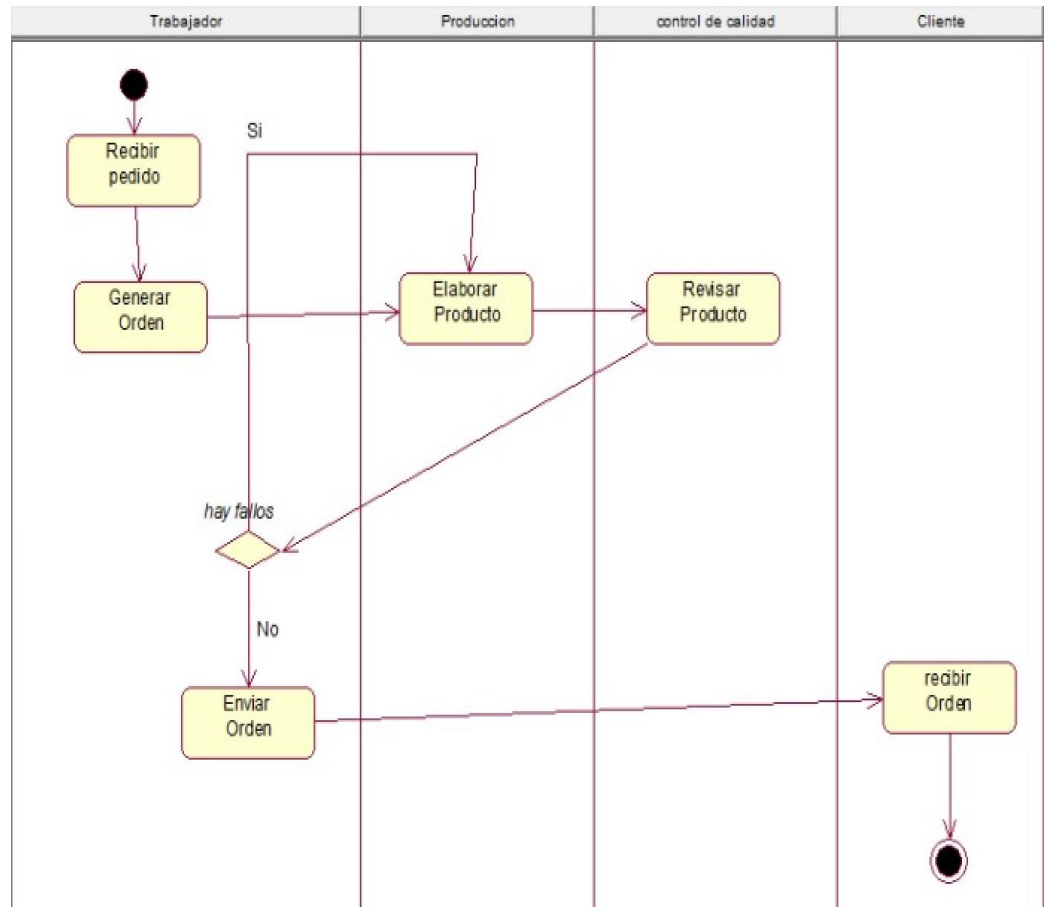 Trabajador
Produccion
control de calidad
Cliente
Si
Recibir
pedido
Generar
Orden
Elaborar
Producto
Revisar
Producto
hay fallos
No
Enviar
Orden
recibir
Orden